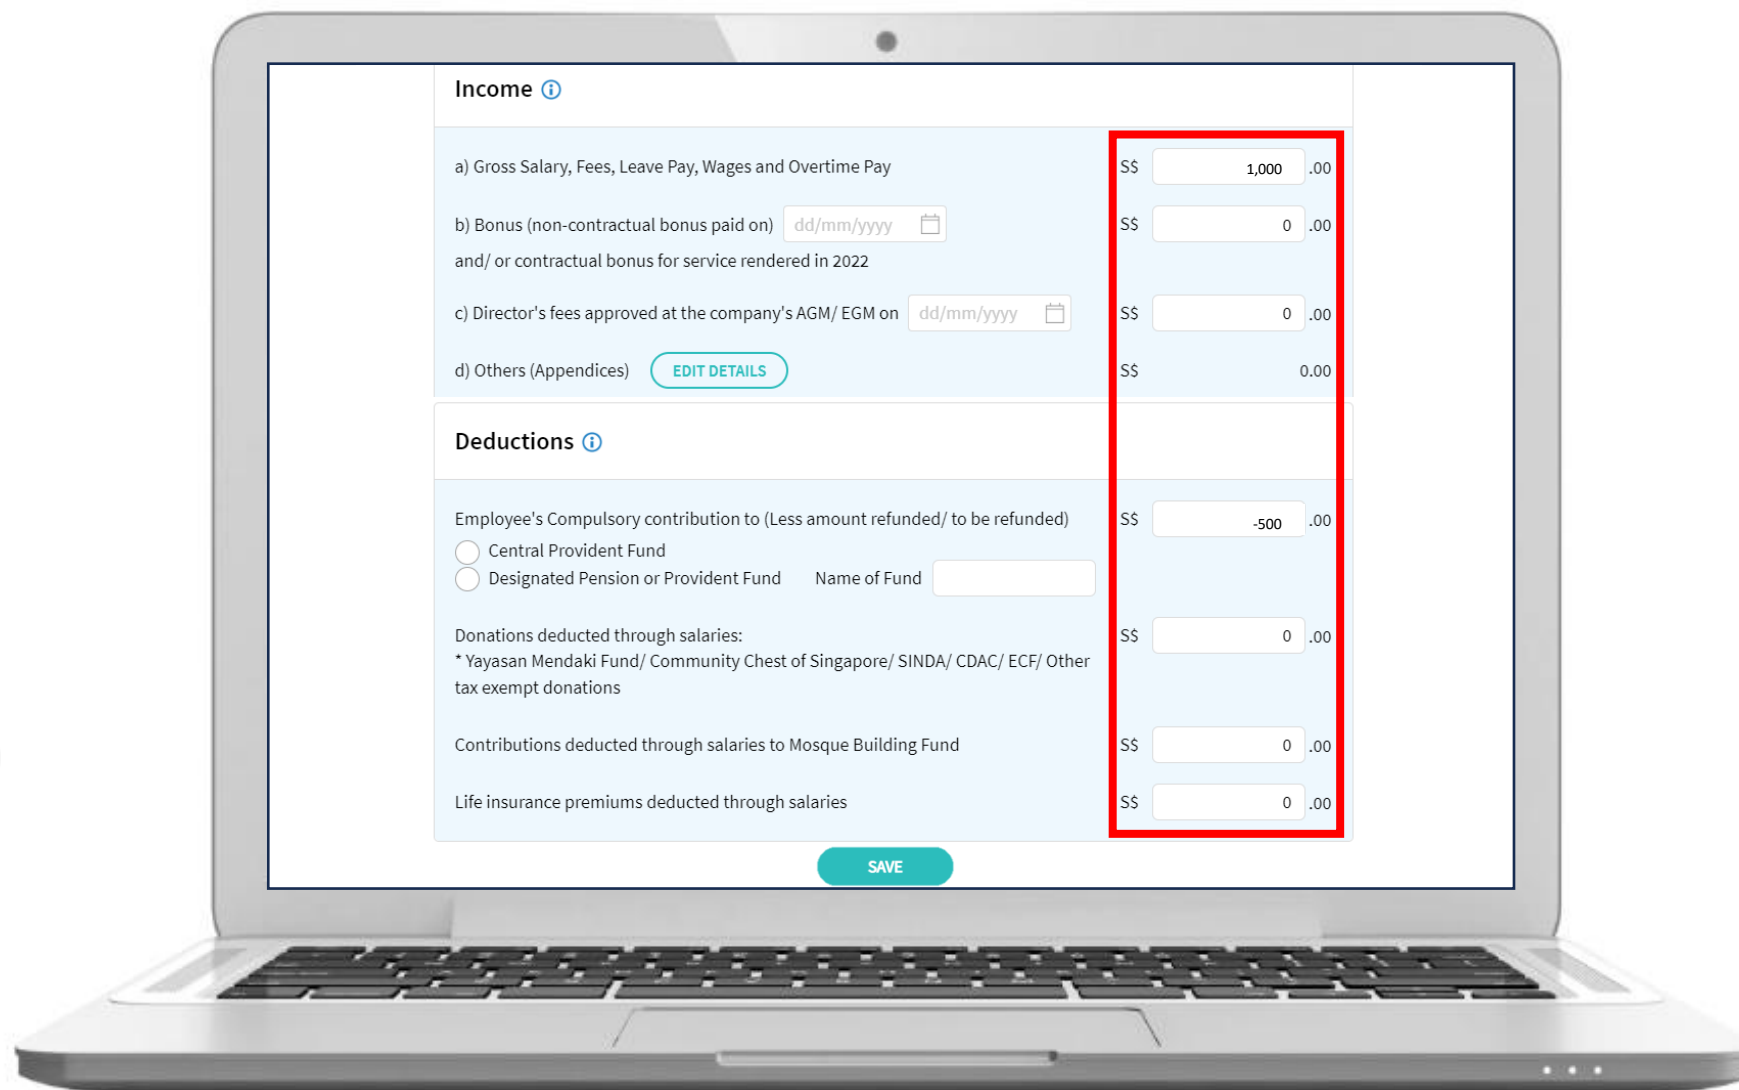 Income
a) Gross Salary, Fees, Leave Pay, Wages and Overtime Pay S$ 1,000 .00
b) Bonus (non-contractual bonus paid on) dd/mm/yyyy S$ 0 .00
and/ or contractual bonus for service rendered in 2022
c) Director's fees approved at the company's AGM/ EGM on dd/mm/yyyy S$ 0 .00
d) Others (Appendices) EDIT DETAILS S$ 0.00
Deductions
Employee's Compulsory contribution to (Less amount refunded/ to be refunded) S$ -500 .00
Central Provident Fund
Designated Pension or Provident Fund Name of Fund
Donations deducted through salaries: S$ 0 .00
* Yayasan Mendaki Fund/ Community Chest of Singapore/ SINDA/ CDAC/ ECF/ Other
tax exempt donations
Contributions deducted through salaries to Mosque Building Fund S$ 0 .00
Life insurance premiums deducted through salaries S$ 0 .00
SAVE